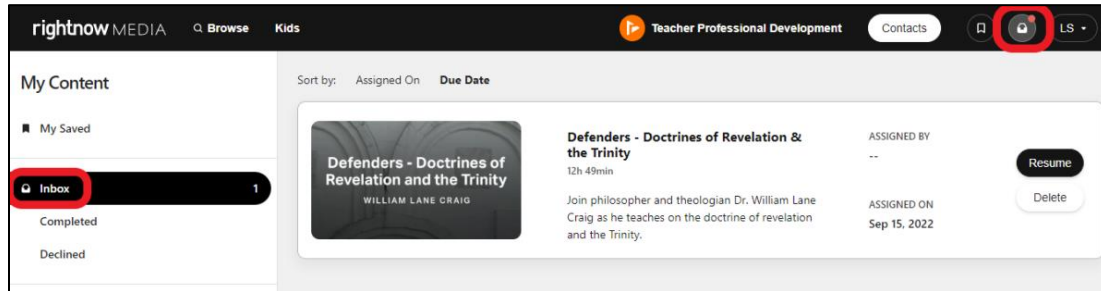 rightnow MEDIA Browse Kids Teacher Professional Development Contacts LS
My Content
Sort by: Assigned On Due Date
My Saved
Inbox 1
Completed
Declined
Defenders - Doctrines of
Revelation and the Trinity
WILLIAM LANE CRAIG
Defenders - Doctrines of Revelation &
the Trinity
12h 49min
Join philosopher and theologian Dr. William Lane
Craig as he teaches on the doctrine of revelation
and the Trinity.
ASSIGNED BY
--
ASSIGNED ON
Sep 15, 2022
Resume
Delete